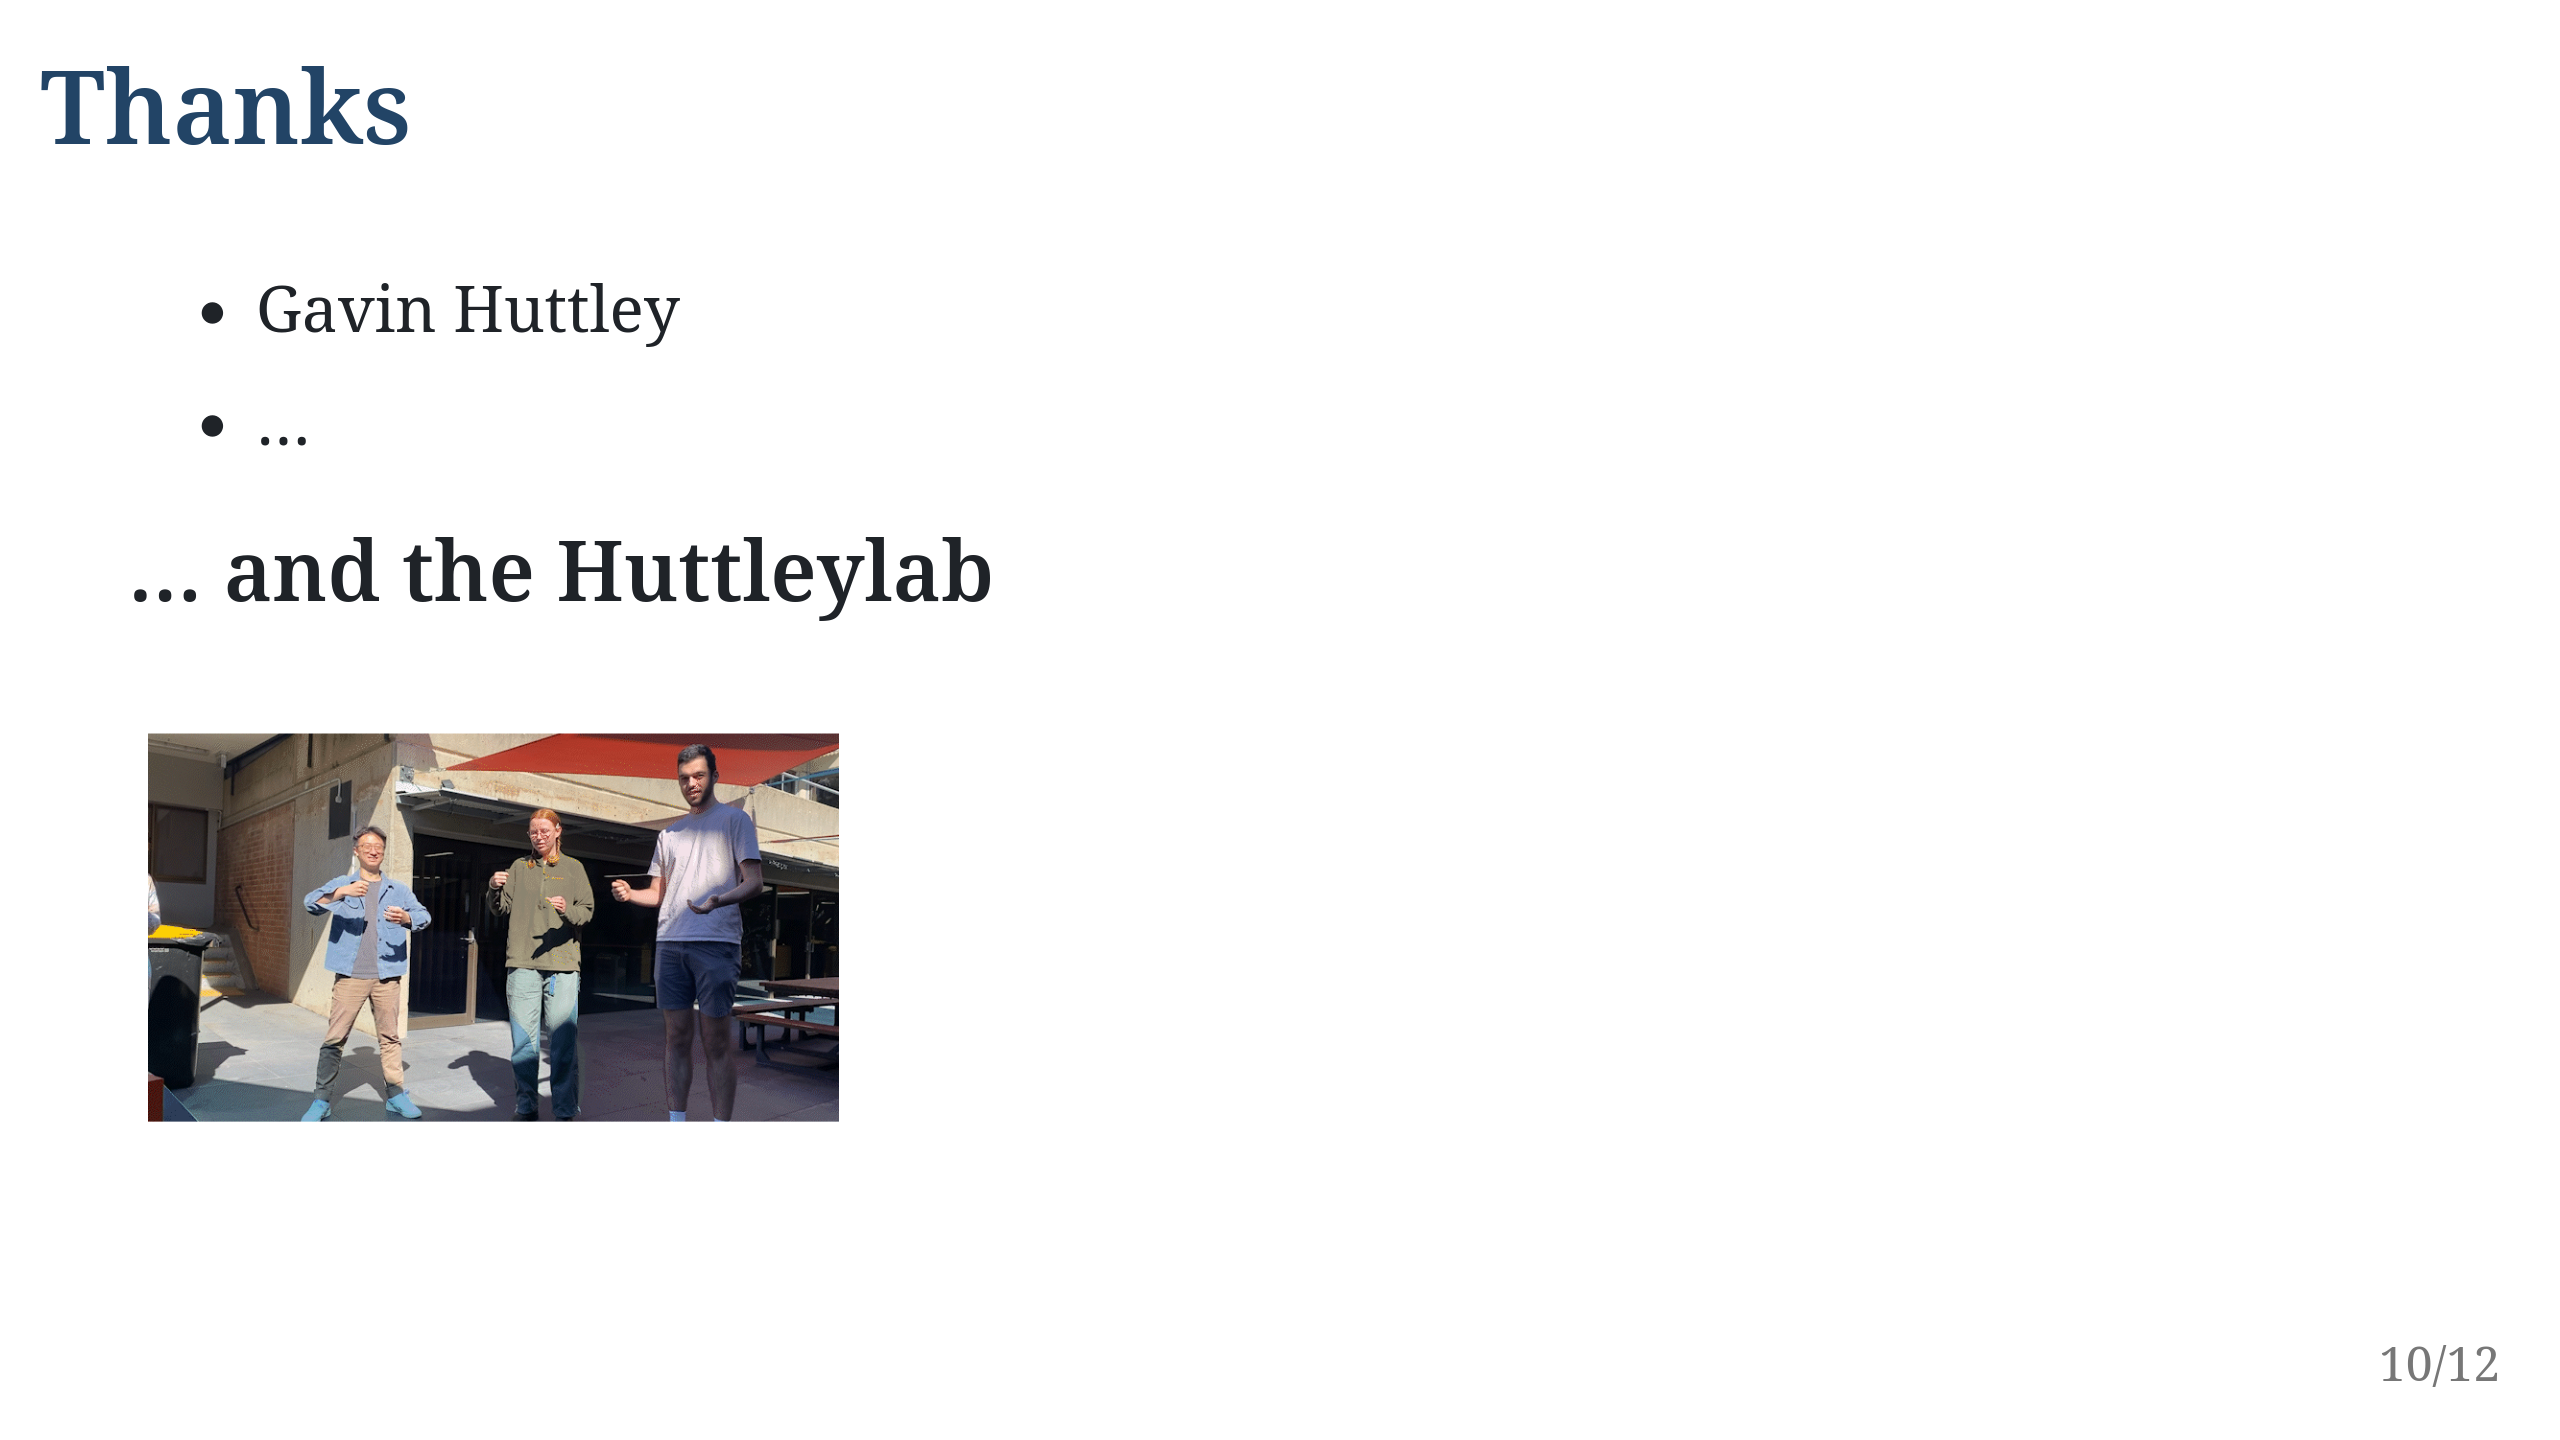 Thanks
• Gavin Huttley
• ...
... and the Huttleylab
10/12